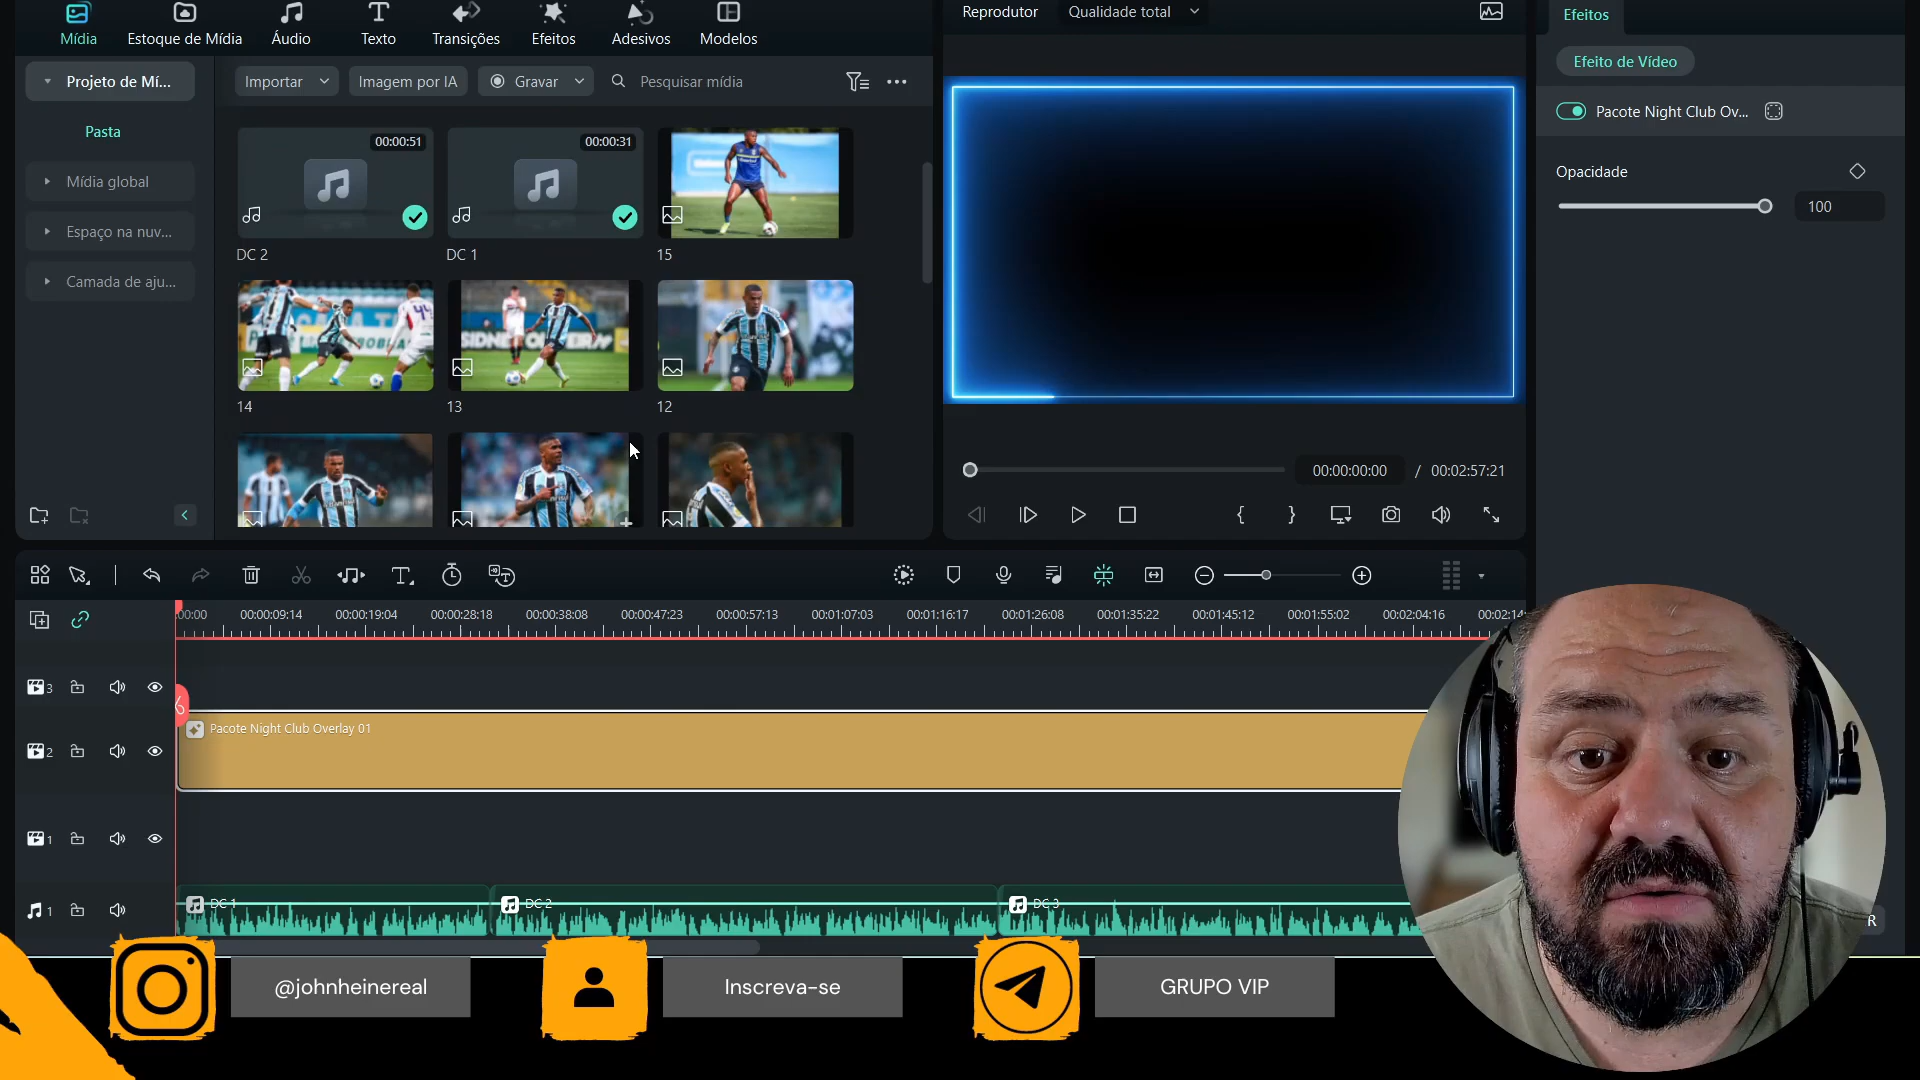 Mídia
Estoque de Mídia
Áudio
Texto
Transições
Efeitos
Adesivos
Modelos
Reprodutor
Qualidade total
Efeitos
Projeto de Mí...
Importar
Imagem por IA
Gravar
Pesquisar mídia
Efeito de Vídeo
Pasta
Mídia global
Espaço na nuv...
Camada de aju...
00:00:51
00:00:31
DC 2
DC 1
15
14
13
12
Pacote Night Club Ov...
Opacidade
100
00:00:00:00
/
00:02:57:21
:00:00
00:00:09:14
00:00:19:04
00:00:28:18
00:00:38:08
00:00:47:23
00:00:57:13
00:01:07:03
00:01:16:17
00:01:26:08
00:01:35:22
00:01:45:12
00:01:55:02
00:02:04:16
00:02:14:
3
2
Pacote Night Club Overlay 01
1
1
DC 1
DC 2
DC 3
R
@johnheinereal
Inscreva-se
GRUPO VIP